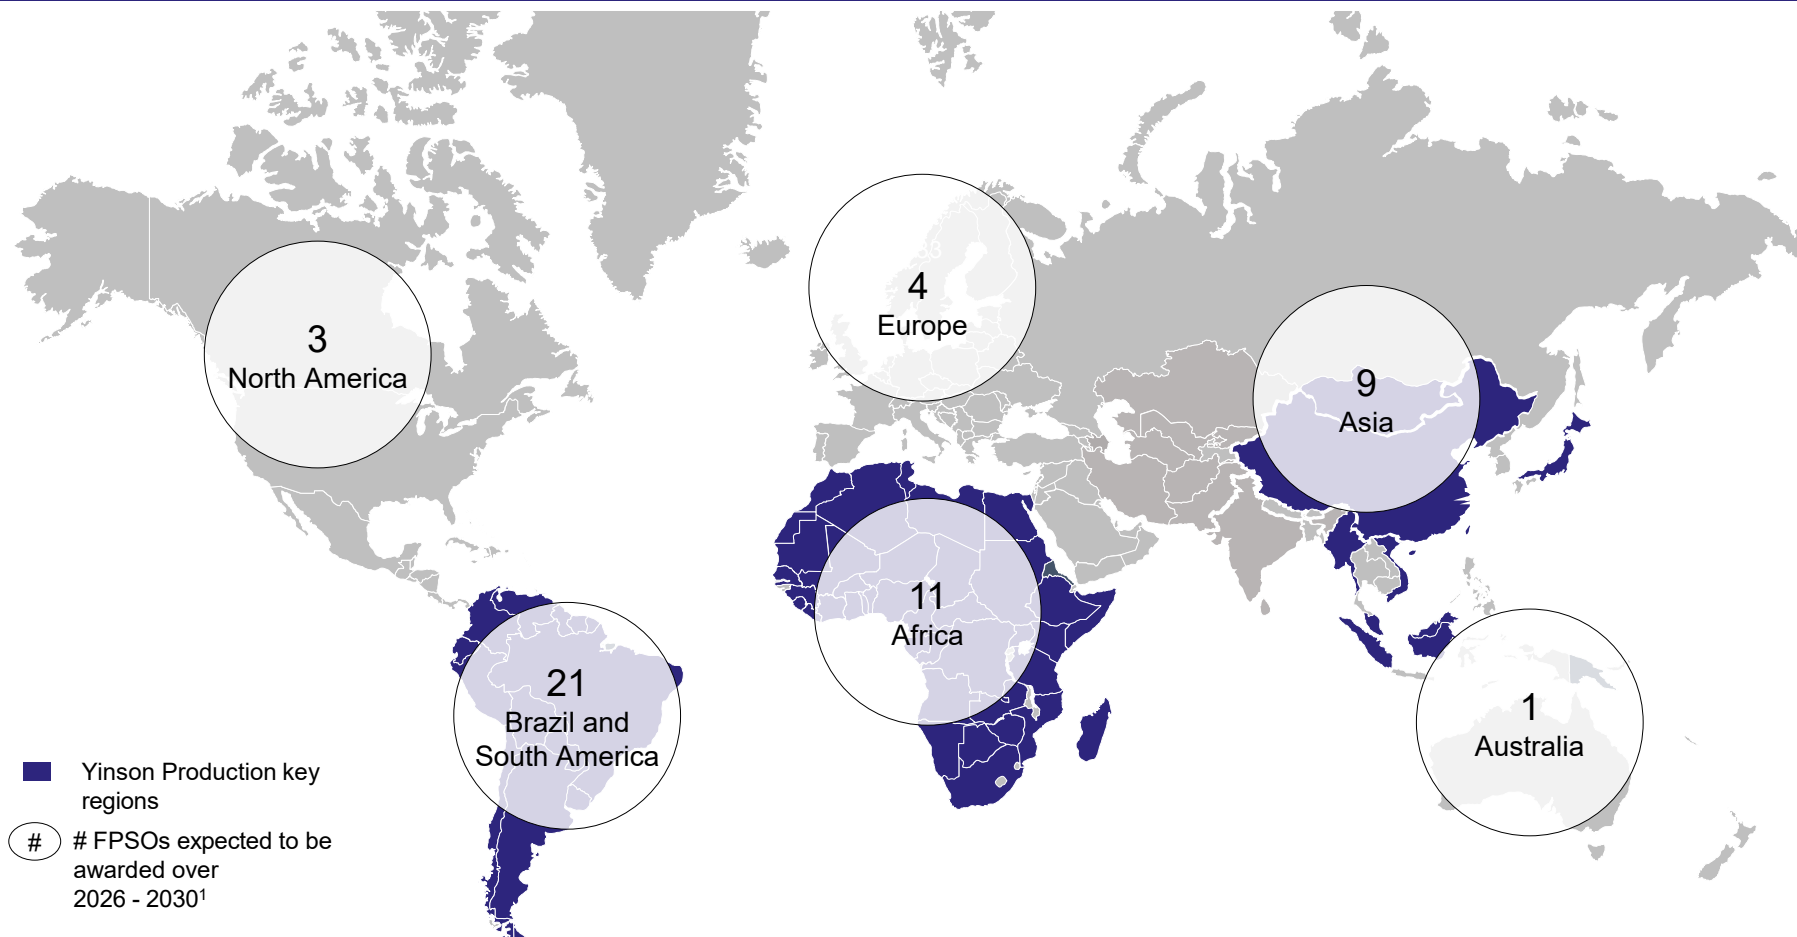 3
North America
33
4
Europe
9
Asia
11
Africa
21
Brazil and
South America
1
Australia
Yinson Production key
regions
#
# FPSOs expected to be
awarded over
2026 - 2030¹